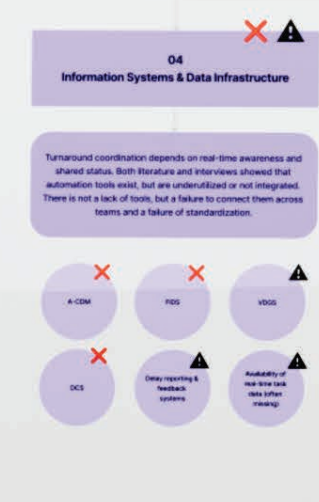 04
Information Systems & Data Infrastructure
Turnaround coordination depends on real-time awareness and
shared status. Both literature and interviews showed that
automation tools exist, but are underutilized or not integrated.
There is not a lack of tools, but a failure to connect them across
teams and a failure of standardization.
A-CDM
FIDS
VDGS
DCS
Delay reporting &
feedback
systems
Availability of
real-time task
data (often
missing)